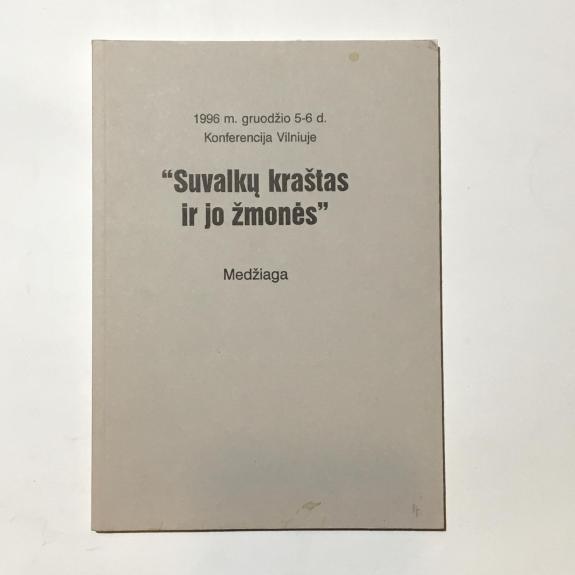 1996 m. gruodžio 5-6 d.
Konferencija Vilniuje
“Suvalkų kraštas
ir jo žmonės”
Medžiaga